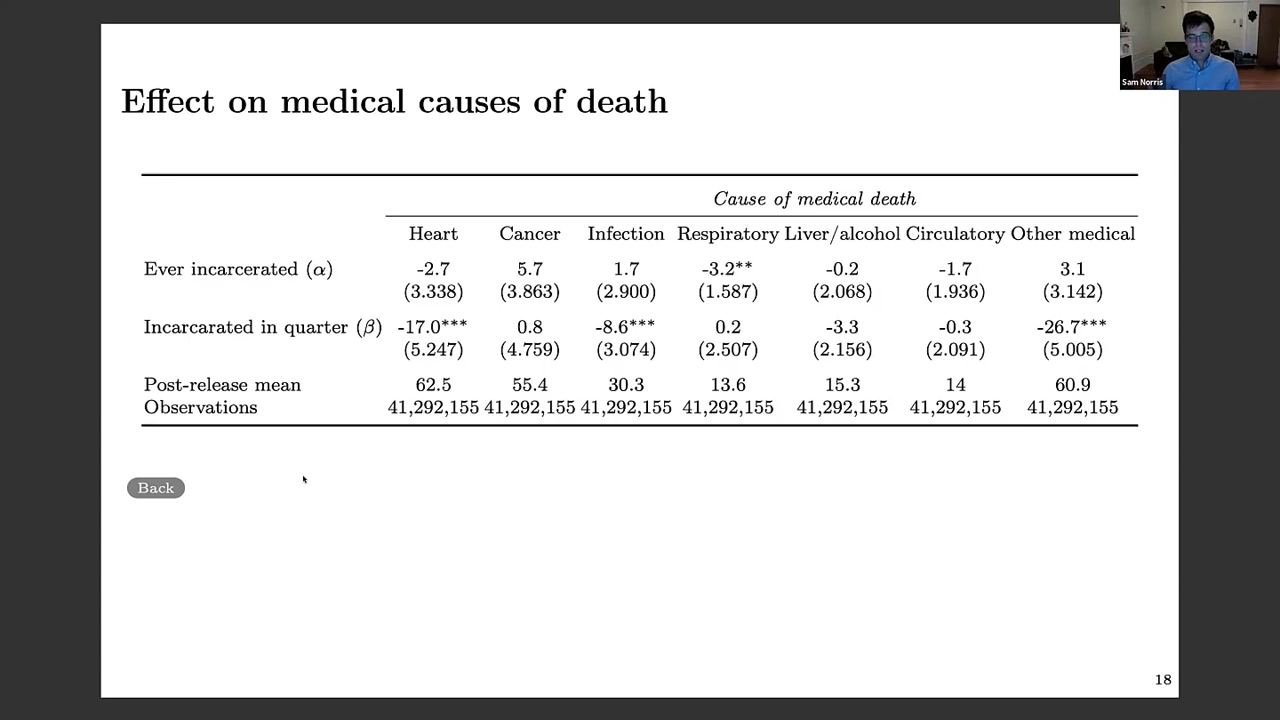 Sam Norris
Effect on medical causes of death
Cause of medical death
Heart Cancer Infection Respiratory Liver/alcohol Circulatory Other medical
Ever incarcerated (α) -2.7 5.7 1.7 -3.2** -0.2 -1.7 3.1
(3.338) (3.863) (2.900) (1.587) (2.068) (1.936) (3.142)
Incarcarated in quarter (β) -17.0*** 0.8 -8.6*** 0.2 -3.3 -0.3 -26.7***
(5.247) (4.759) (3.074) (2.507) (2.156) (2.091) (5.005)
Post-release mean 62.5 55.4 30.3 13.6 15.3 14 60.9
Observations 41,292,155 41,292,155 41,292,155 41,292,155 41,292,155 41,292,155 41,292,155
Back
18